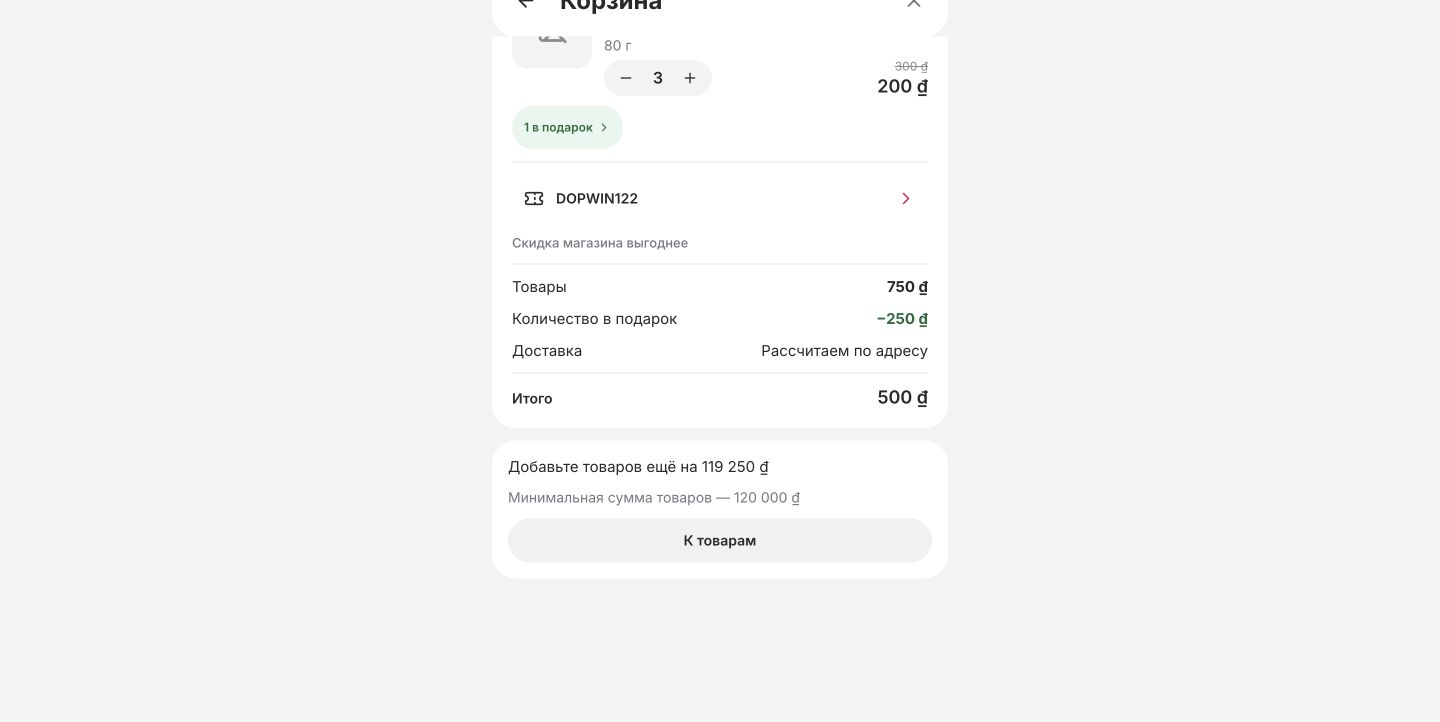 Корзина
80 г
3
300 ₫
200 ₫
1 в подарок
DOPWIN122
Скидка магазина выгоднее
Товары 750 ₫
Количество в подарок −250 ₫
Доставка Рассчитаем по адресу
Итого 500 ₫
Добавьте товаров ещё на 119 250 ₫
Минимальная сумма товаров — 120 000 ₫
К товарам